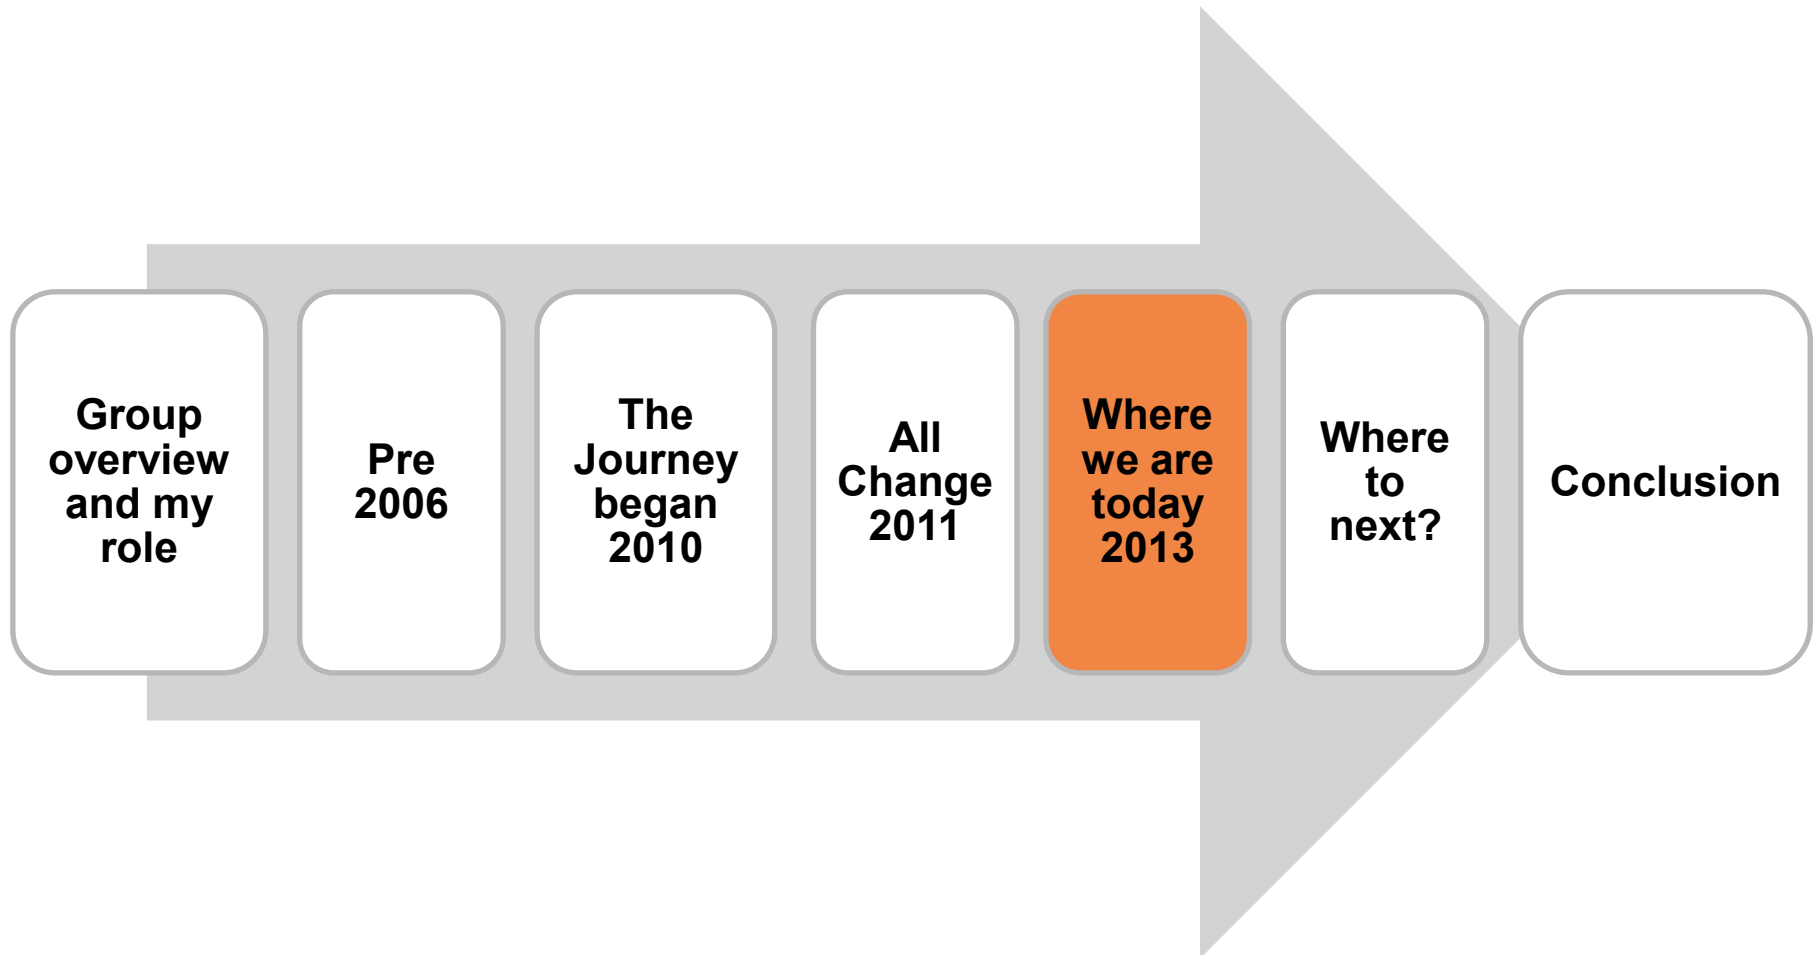 Group
overview
and my
role
Pre
2006
The
Journey
began
2010
All
Change
2011
Where
we are
today
2013
Where
to
next?
Conclusion